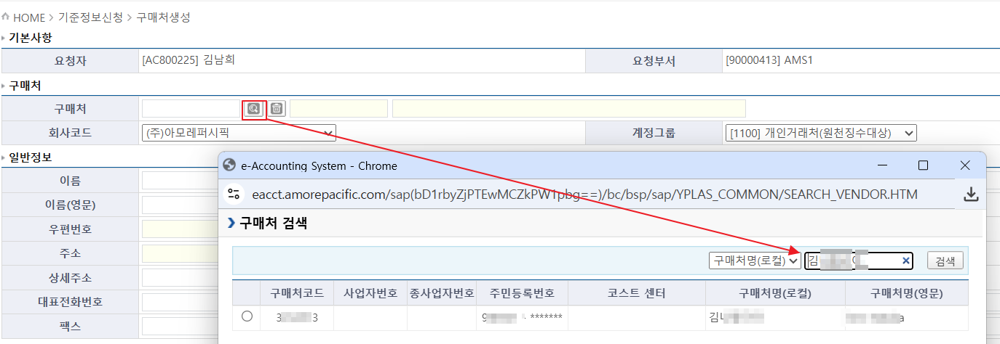 HOME > 기준정보신청 > 구매처생성
기본사항
요청자 [AC800225] 김남희 요청부서 [90000413] AMS1
구매처
구매처
회사코드 (주)아모레퍼시픽 계정그룹 [1100] 개인거래처(원천징수대상)
일반정보
이름
이름(영문)
우편번호
주소
상세주소
대표전화번호
팩스
e-Accounting System - Chrome
eacct.amorepacific.com/sap(bD1rbyZjPTEwMCZkPW1pbg==)/bc/bsp/sap/YPLAS_COMMON/SEARCH_VENDOR.HTM
구매처 검색
구매처명(로컬) 김 검색
구매처코드 사업자번호 종사업자번호 주민등록번호 코스트 센터 구매처명(로컬) 구매처명(영문)
3 3 9 - ******* 김 a